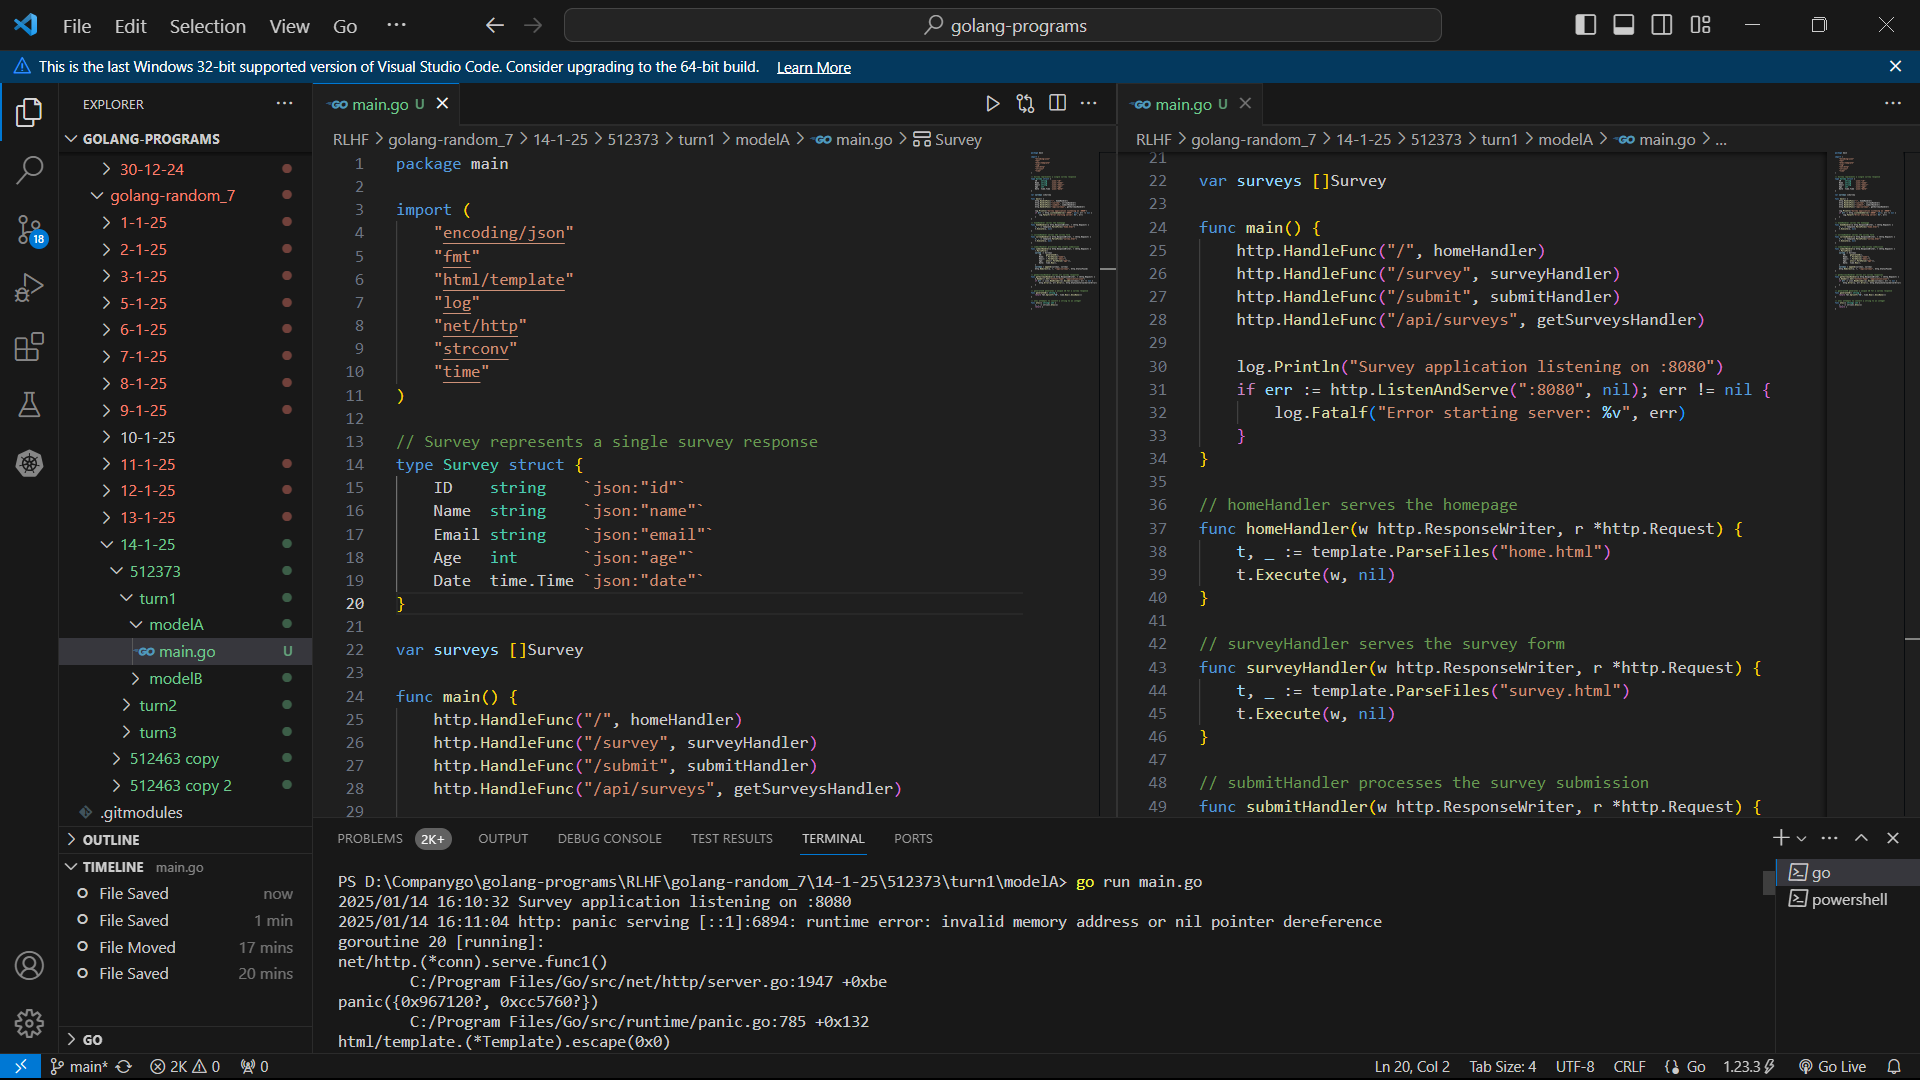 File Edit Selection View Go ··· golang-programs
This is the last Windows 32-bit supported version of Visual Studio Code. Consider upgrading to the 64-bit build. Learn More
EXPLORER
GOLANG-PROGRAMS
30-12-24
golang-random_7
1-1-25
2-1-25
3-1-25
5-1-25
6-1-25
7-1-25
8-1-25
9-1-25
10-1-25
11-1-25
12-1-25
13-1-25
14-1-25
512373
turn1
modelA
main.go U
modelB
turn2
turn3
512463 copy
512463 copy 2
.gitmodules
OUTLINE
TIMELINE main.go
File Saved now
File Saved 1 min
File Moved 17 mins
File Saved 20 mins
GO
18
main.go U
RLHF > golang-random_7 > 14-1-25 > 512373 > turn1 > modelA > main.go > Survey
1 package main
2
3 import (
4 "encoding/json"
5 "fmt"
6 "html/template"
7 "log"
8 "net/http"
9 "strconv"
10 "time"
11 )
12
13 // Survey represents a single survey response
14 type Survey struct {
15 ID string `json:"id"`
16 Name string `json:"name"`
17 Email string `json:"email"`
18 Age int `json:"age"`
19 Date time.Time `json:"date"`
20 }
21
22 var surveys []Survey
23
24 func main() {
25 http.HandleFunc("/", homeHandler)
26 http.HandleFunc("/survey", surveyHandler)
27 http.HandleFunc("/submit", submitHandler)
28 http.HandleFunc("/api/surveys", getSurveysHandler)
29
main.go U
RLHF > golang-random_7 > 14-1-25 > 512373 > turn1 > modelA > main.go > ...
21
22 var surveys []Survey
23
24 func main() {
25 http.HandleFunc("/", homeHandler)
26 http.HandleFunc("/survey", surveyHandler)
27 http.HandleFunc("/submit", submitHandler)
28 http.HandleFunc("/api/surveys", getSurveysHandler)
29
30 log.Println("Survey application listening on :8080")
31 if err := http.ListenAndServe(":8080", nil); err != nil {
32 log.Fatalf("Error starting server: %v", err)
33 }
34 }
35
36 // homeHandler serves the homepage
37 func homeHandler(w http.ResponseWriter, r *http.Request) {
38 t, _ := template.ParseFiles("home.html")
39 t.Execute(w, nil)
40 }
41
42 // surveyHandler serves the survey form
43 func surveyHandler(w http.ResponseWriter, r *http.Request) {
44 t, _ := template.ParseFiles("survey.html")
45 t.Execute(w, nil)
46 }
47
48 // submitHandler processes the survey submission
49 func submitHandler(w http.ResponseWriter, r *http.Request) {
PROBLEMS 2K+ OUTPUT DEBUG CONSOLE TEST RESULTS TERMINAL PORTS
PS D:\Companygo\golang-programs\RLHF\golang-random_7\14-1-25\512373\turn1\modelA> go run main.go
2025/01/14 16:10:32 Survey application listening on :8080
2025/01/14 16:11:04 http: panic serving [::1]:6894: runtime error: invalid memory address or nil pointer dereference
goroutine 20 [running]:
net/http.(*conn).serve.func1()
C:/Program Files/Go/src/net/http/server.go:1947 +0xbe
panic({0x967120?, 0xcc5760?})
C:/Program Files/Go/src/runtime/panic.go:785 +0x132
html/template.(*Template).escape(0x0)
go
powershell
main* 2K 0 0 Ln 20, Col 2 Tab Size: 4 UTF-8 CRLF Go 1.23.3 Go Live